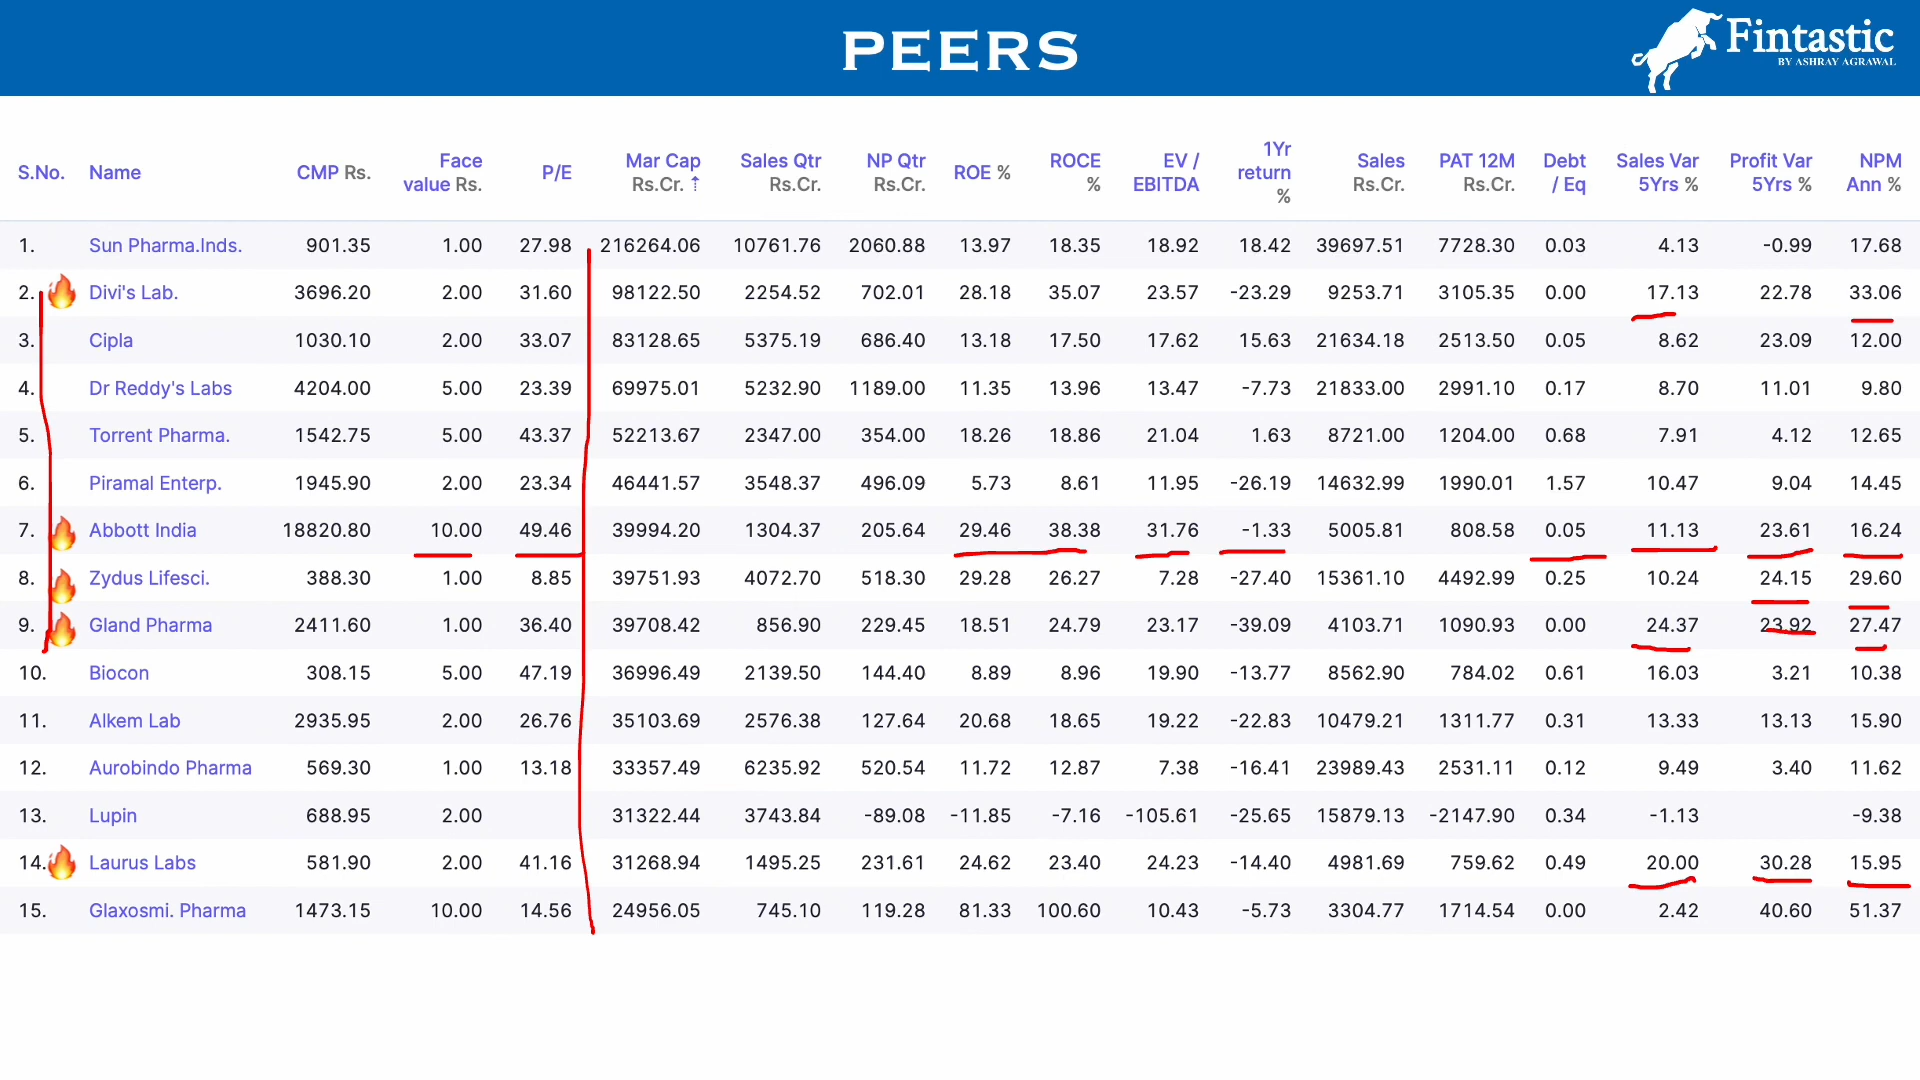 PEERS
Fintastic
BY ASHRAY AGRAWAL
S.No. Name CMP Rs. Face value Rs. P/E Mar Cap Rs.Cr. ⇡ Sales Qtr Rs.Cr. NP Qtr Rs.Cr. ROE % ROCE % EV / EBITDA 1Yr return % Sales Rs.Cr. PAT 12M Rs.Cr. Debt / Eq Sales Var 5Yrs % Profit Var 5Yrs % NPM Ann %
1. Sun Pharma.Inds. 901.35 1.00 27.98 216264.06 10761.76 2060.88 13.97 18.35 18.92 18.42 39697.51 7728.30 0.03 4.13 -0.99 17.68
2. Divi's Lab. 3696.20 2.00 31.60 98122.50 2254.52 702.01 28.18 35.07 23.57 -23.29 9253.71 3105.35 0.00 17.13 22.78 33.06
3. Cipla 1030.10 2.00 33.07 83128.65 5375.19 686.40 13.18 17.50 17.62 15.63 21634.18 2513.50 0.05 8.62 23.09 12.00
4. Dr Reddy's Labs 4204.00 5.00 23.39 69975.01 5232.90 1189.00 11.35 13.96 13.47 -7.73 21833.00 2991.10 0.17 8.70 11.01 9.80
5. Torrent Pharma. 1542.75 5.00 43.37 52213.67 2347.00 354.00 18.26 18.86 21.04 1.63 8721.00 1204.00 0.68 7.91 4.12 12.65
6. Piramal Enterp. 1945.90 2.00 23.34 46441.57 3548.37 496.09 5.73 8.61 11.95 -26.19 14632.99 1990.01 1.57 10.47 9.04 14.45
7. Abbott India 18820.80 10.00 49.46 39994.20 1304.37 205.64 29.46 38.38 31.76 -1.33 5005.81 808.58 0.05 11.13 23.61 16.24
8. Zydus Lifesci. 388.30 1.00 8.85 39751.93 4072.70 518.30 29.28 26.27 7.28 -27.40 15361.10 4492.99 0.25 10.24 24.15 29.60
9. Gland Pharma 2411.60 1.00 36.40 39708.42 856.90 229.45 18.51 24.79 23.17 -39.09 4103.71 1090.93 0.00 24.37 23.92 27.47
10. Biocon 308.15 5.00 47.19 36996.49 2139.50 144.40 8.89 8.96 19.90 -13.77 8562.90 784.02 0.61 16.03 3.21 10.38
11. Alkem Lab 2935.95 2.00 26.76 35103.69 2576.38 127.64 20.68 18.65 19.22 -22.83 10479.21 1311.77 0.31 13.33 13.13 15.90
12. Aurobindo Pharma 569.30 1.00 13.18 33357.49 6235.92 520.54 11.72 12.87 7.38 -16.41 23989.43 2531.11 0.12 9.49 3.40 11.62
13. Lupin 688.95 2.00 31322.44 3743.84 -89.08 -11.85 -7.16 -105.61 -25.65 15879.13 -2147.90 0.34 -1.13 -9.38
14. Laurus Labs 581.90 2.00 41.16 31268.94 1495.25 231.61 24.62 23.40 24.23 -14.40 4981.69 759.62 0.49 20.00 30.28 15.95
15. Glaxosmi. Pharma 1473.15 10.00 14.56 24956.05 745.10 119.28 81.33 100.60 10.43 -5.73 3304.77 1714.54 0.00 2.42 40.60 51.37